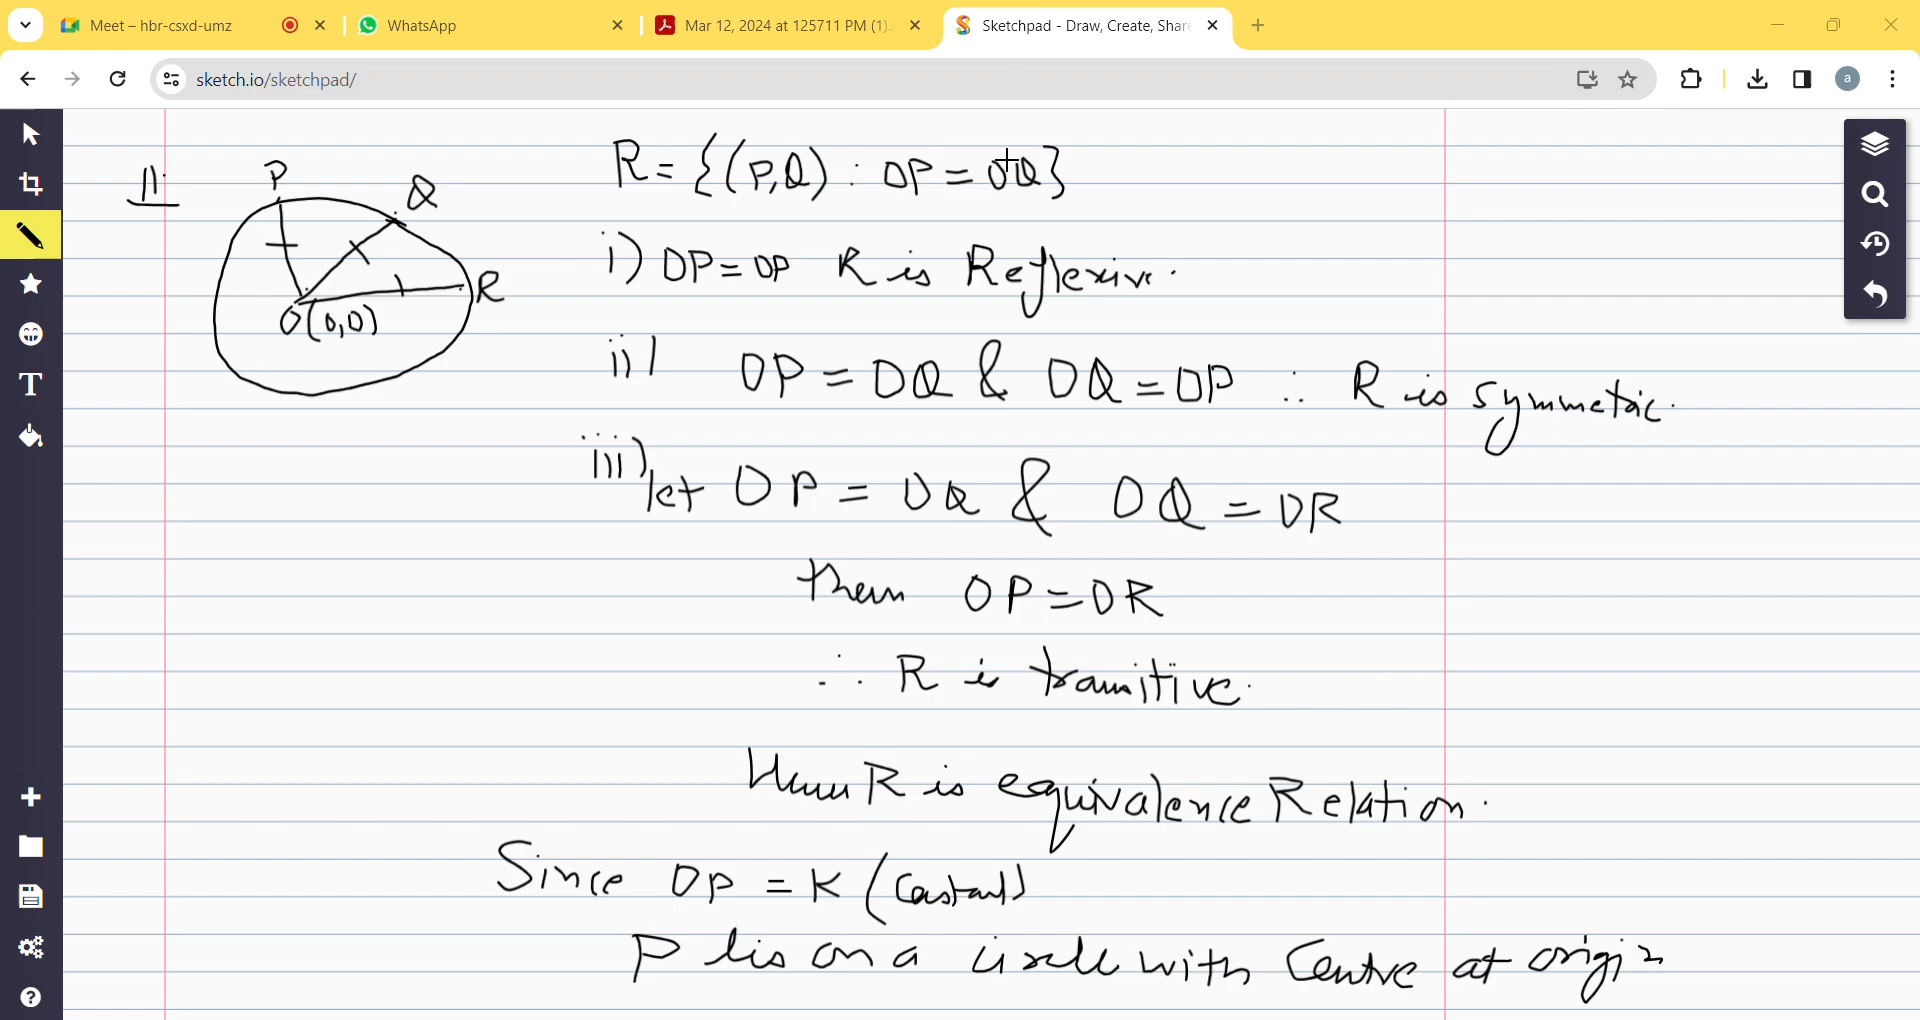 Meet – hbr-csxd-umz
WhatsApp
Mar 12, 2024 at 125711 PM (1).
Sketchpad - Draw, Create, Share
sketch.io/sketchpad/
a
11.
P
Q
R
O(0,0)
R = {(P,Q) : OP = OQ}
i) OP = OP R is Reflexive.
ii) OP = OQ & OQ = OP ∴ R is symmetric.
iii) let OP = OQ & OQ = OR
then OP = OR
∴ R is transitive.
R is equivalence Relation.
Since OP = K (Constant)
P lies on a circle with Centre at origin
T